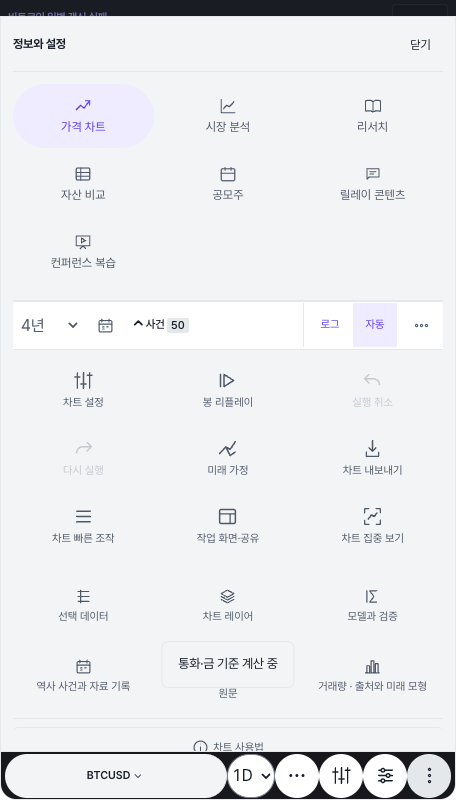 정보와 설정
닫기
가격 차트
시장 분석
리서치
자산 비교
공모주
릴레이 콘텐츠
컨퍼런스 복습
4년
사건 50
로그
자동
차트 설정
봉 리플레이
실행 취소
다시 실행
미래 가정
차트 내보내기
차트 빠른 조작
작업 화면·공유
차트 집중 보기
선택 데이터
차트 레이어
모델과 검증
통화·금 기준 계산 중
역사 사건과 자료 기록
원문
거래량 · 출처와 미래 모형
차트 사용법
BTCUSD
1D